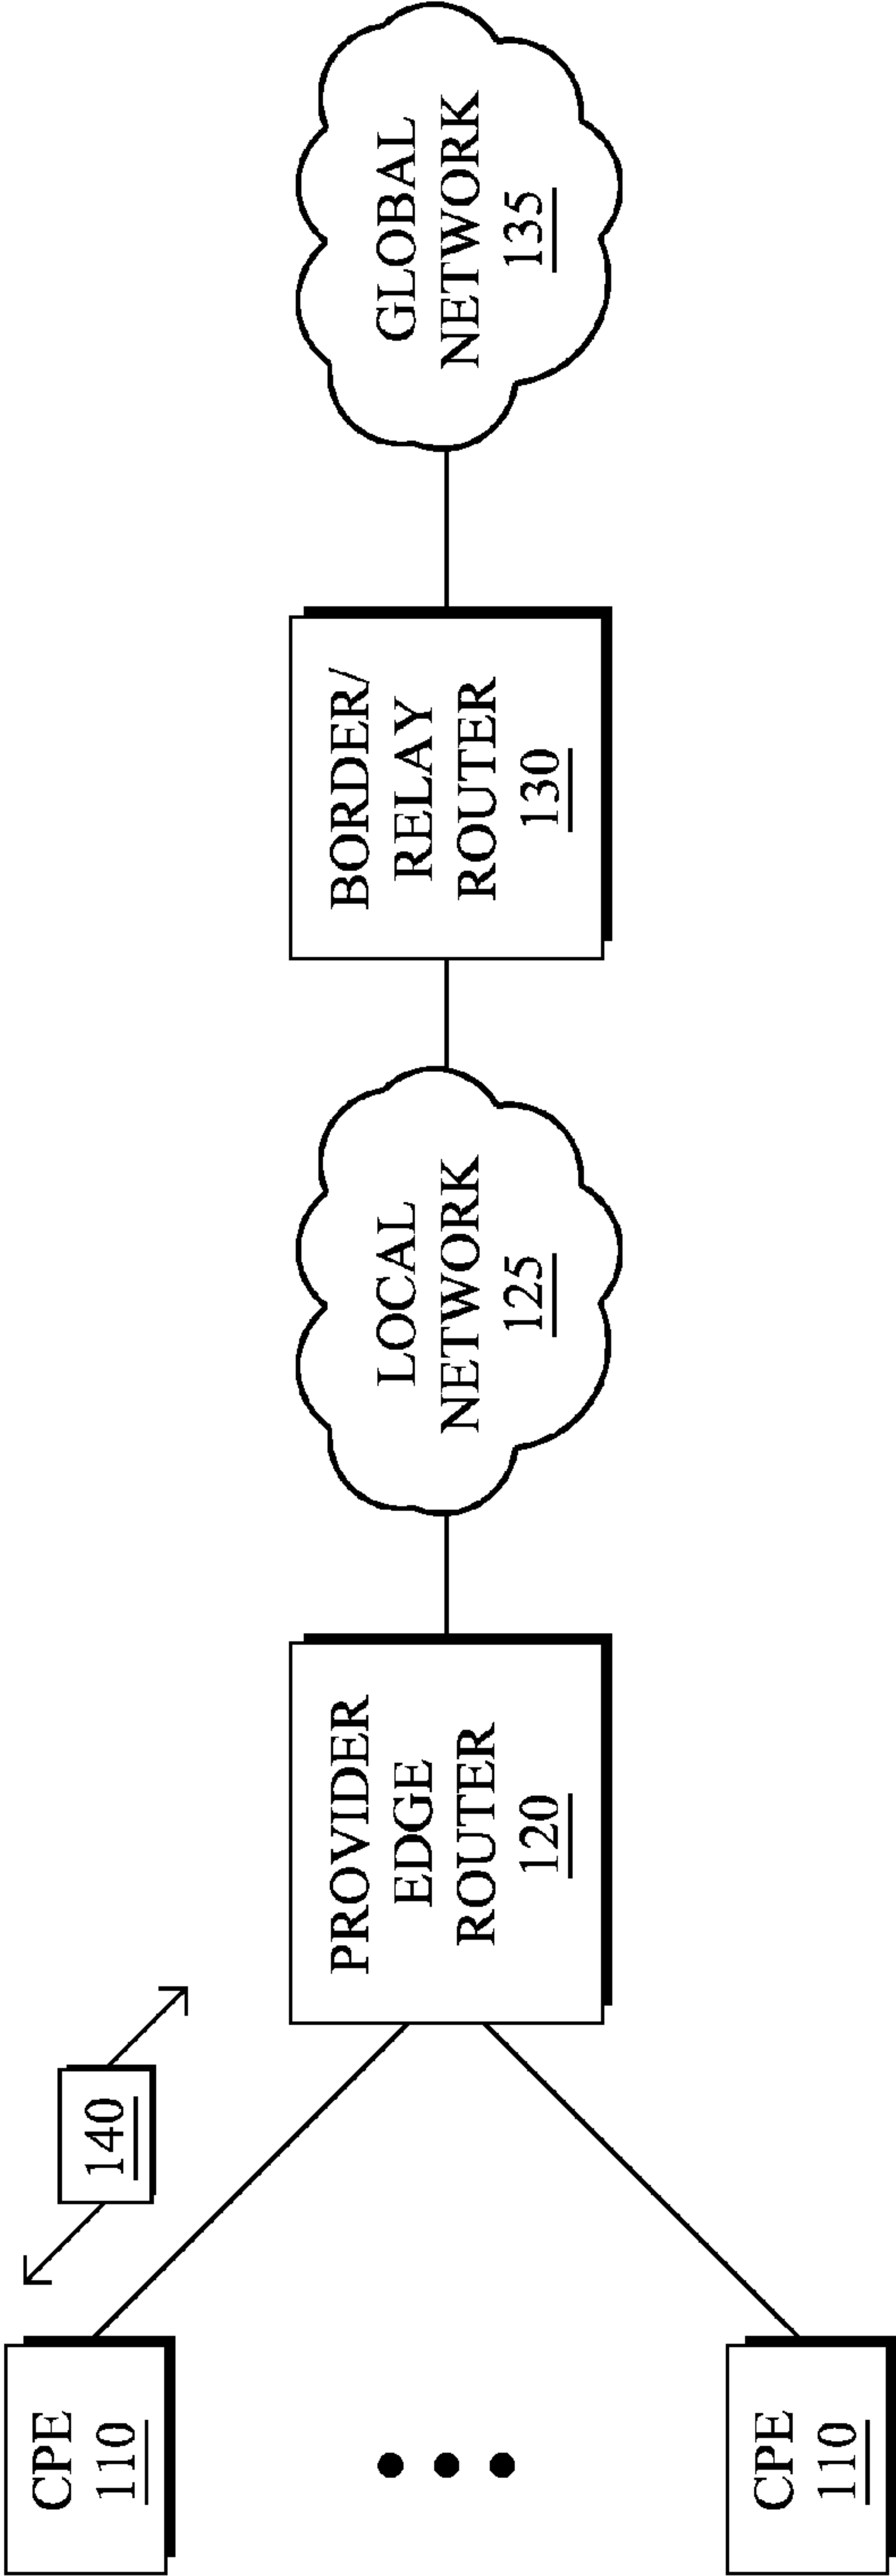 CPE
110
140
CPE
110
PROVIDER
EDGE
ROUTER
120
LOCAL
NETWORK
125
BORDER/
RELAY
ROUTER
130
GLOBAL
NETWORK
135